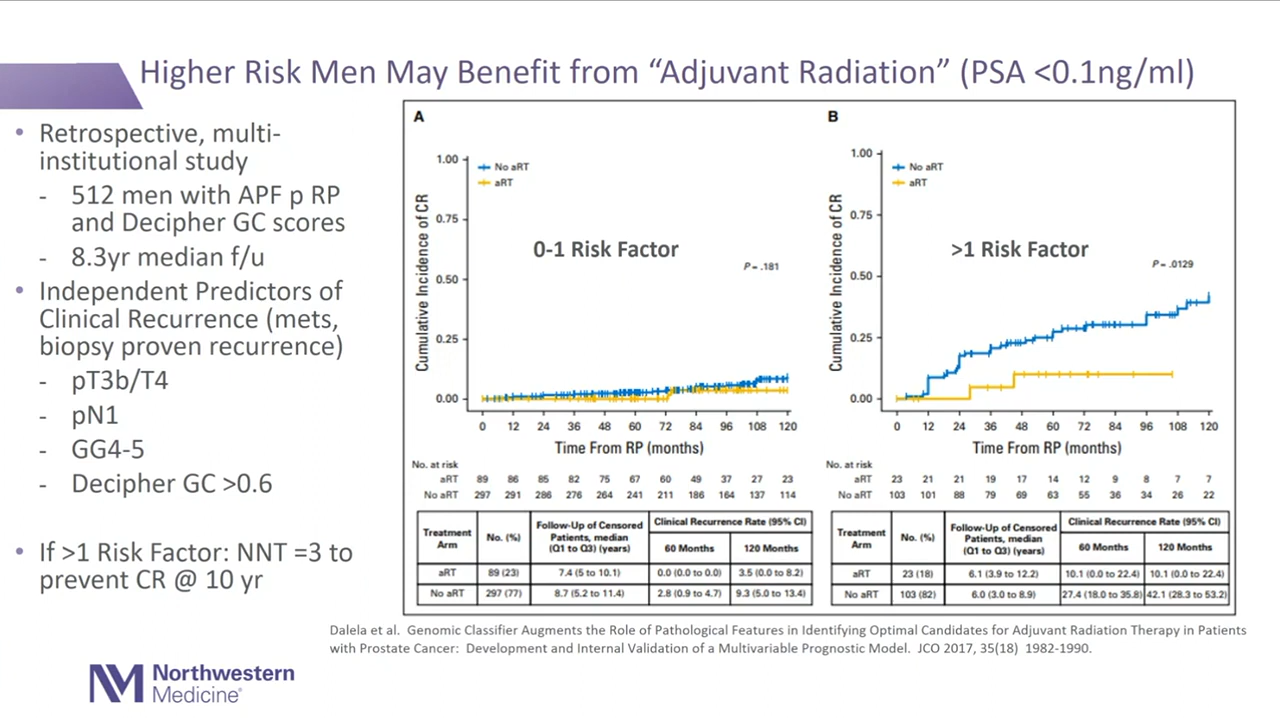 Higher Risk Men May Benefit from “Adjuvant Radiation” (PSA <0.1ng/ml)
• Retrospective, multi-
institutional study
- 512 men with APF p RP
and Decipher GC scores
- 8.3yr median f/u
• Independent Predictors of
Clinical Recurrence (mets,
biopsy proven recurrence)
- pT3b/T4
- pN1
- GG4-5
- Decipher GC >0.6
• If >1 Risk Factor: NNT =3 to
prevent CR @ 10 yr
A
1.00
0.75
0.50
0.25
0.00
Cumulative Incidence of CR
No aRT
aRT
0-1 Risk Factor
P = .181
0 12 24 36 48 60 72 84 96 108 120
Time From RP (months)
No. at risk
aRT 89 86 85 82 75 67 60 49 37 27 23
No aRT 297 291 286 276 264 241 211 186 164 137 114
Treatment Arm No. (%) Follow-Up of Censored Patients, median (Q1 to Q3) (years) Clinical Recurrence Rate (95% CI)
60 Months 120 Months
aRT 89 (23) 7.4 (5 to 10.1) 0.0 (0.0 to 0.0) 3.5 (0.0 to 8.2)
No aRT 297 (77) 8.7 (5.2 to 11.4) 2.8 (0.9 to 4.7) 9.3 (5.0 to 13.4)
B
1.00
0.75
0.50
0.25
0.00
Cumulative Incidence of CR
No aRT
aRT
>1 Risk Factor
P = .0129
0 12 24 36 48 60 72 84 96 108 120
Time From RP (months)
No. at risk
aRT 23 21 21 19 17 14 12 9 8 7 7
No aRT 103 101 88 79 69 63 55 36 34 26 22
Treatment Arm No. (%) Follow-Up of Censored Patients, median (Q1 to Q3) (years) Clinical Recurrence Rate (95% CI)
60 Months 120 Months
aRT 23 (18) 6.1 (3.9 to 12.2) 10.1 (0.0 to 22.4) 10.1 (0.0 to 22.4)
No aRT 103 (82) 6.0 (3.0 to 8.9) 27.4 (18.0 to 35.8) 42.1 (28.3 to 53.2)
Dalela et al. Genomic Classifier Augments the Role of Pathological Features in Identifying Optimal Candidates for Adjuvant Radiation Therapy in Patients
with Prostate Cancer: Development and Internal Validation of a Multivariable Prognostic Model. JCO 2017, 35(18) 1982-1990.
Northwestern
Medicine®